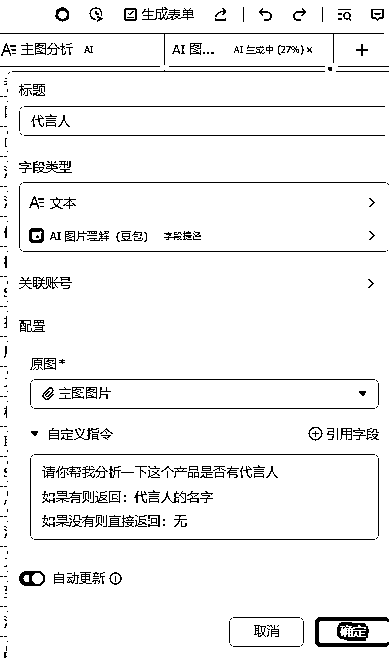 生成表单
主图分析 AI
AI 图... AI 生成中 (27%) ×
标题
代言人
字段类型
文本
AI 图片理解（豆包） 字段捷径
关联账号
配置
原图*
主图图片
自定义指令
引用字段
请你帮我分析一下这个产品是否有代言人
如果有则返回：代言人的名字
如果没有则直接返回：无
自动更新
取消
确定